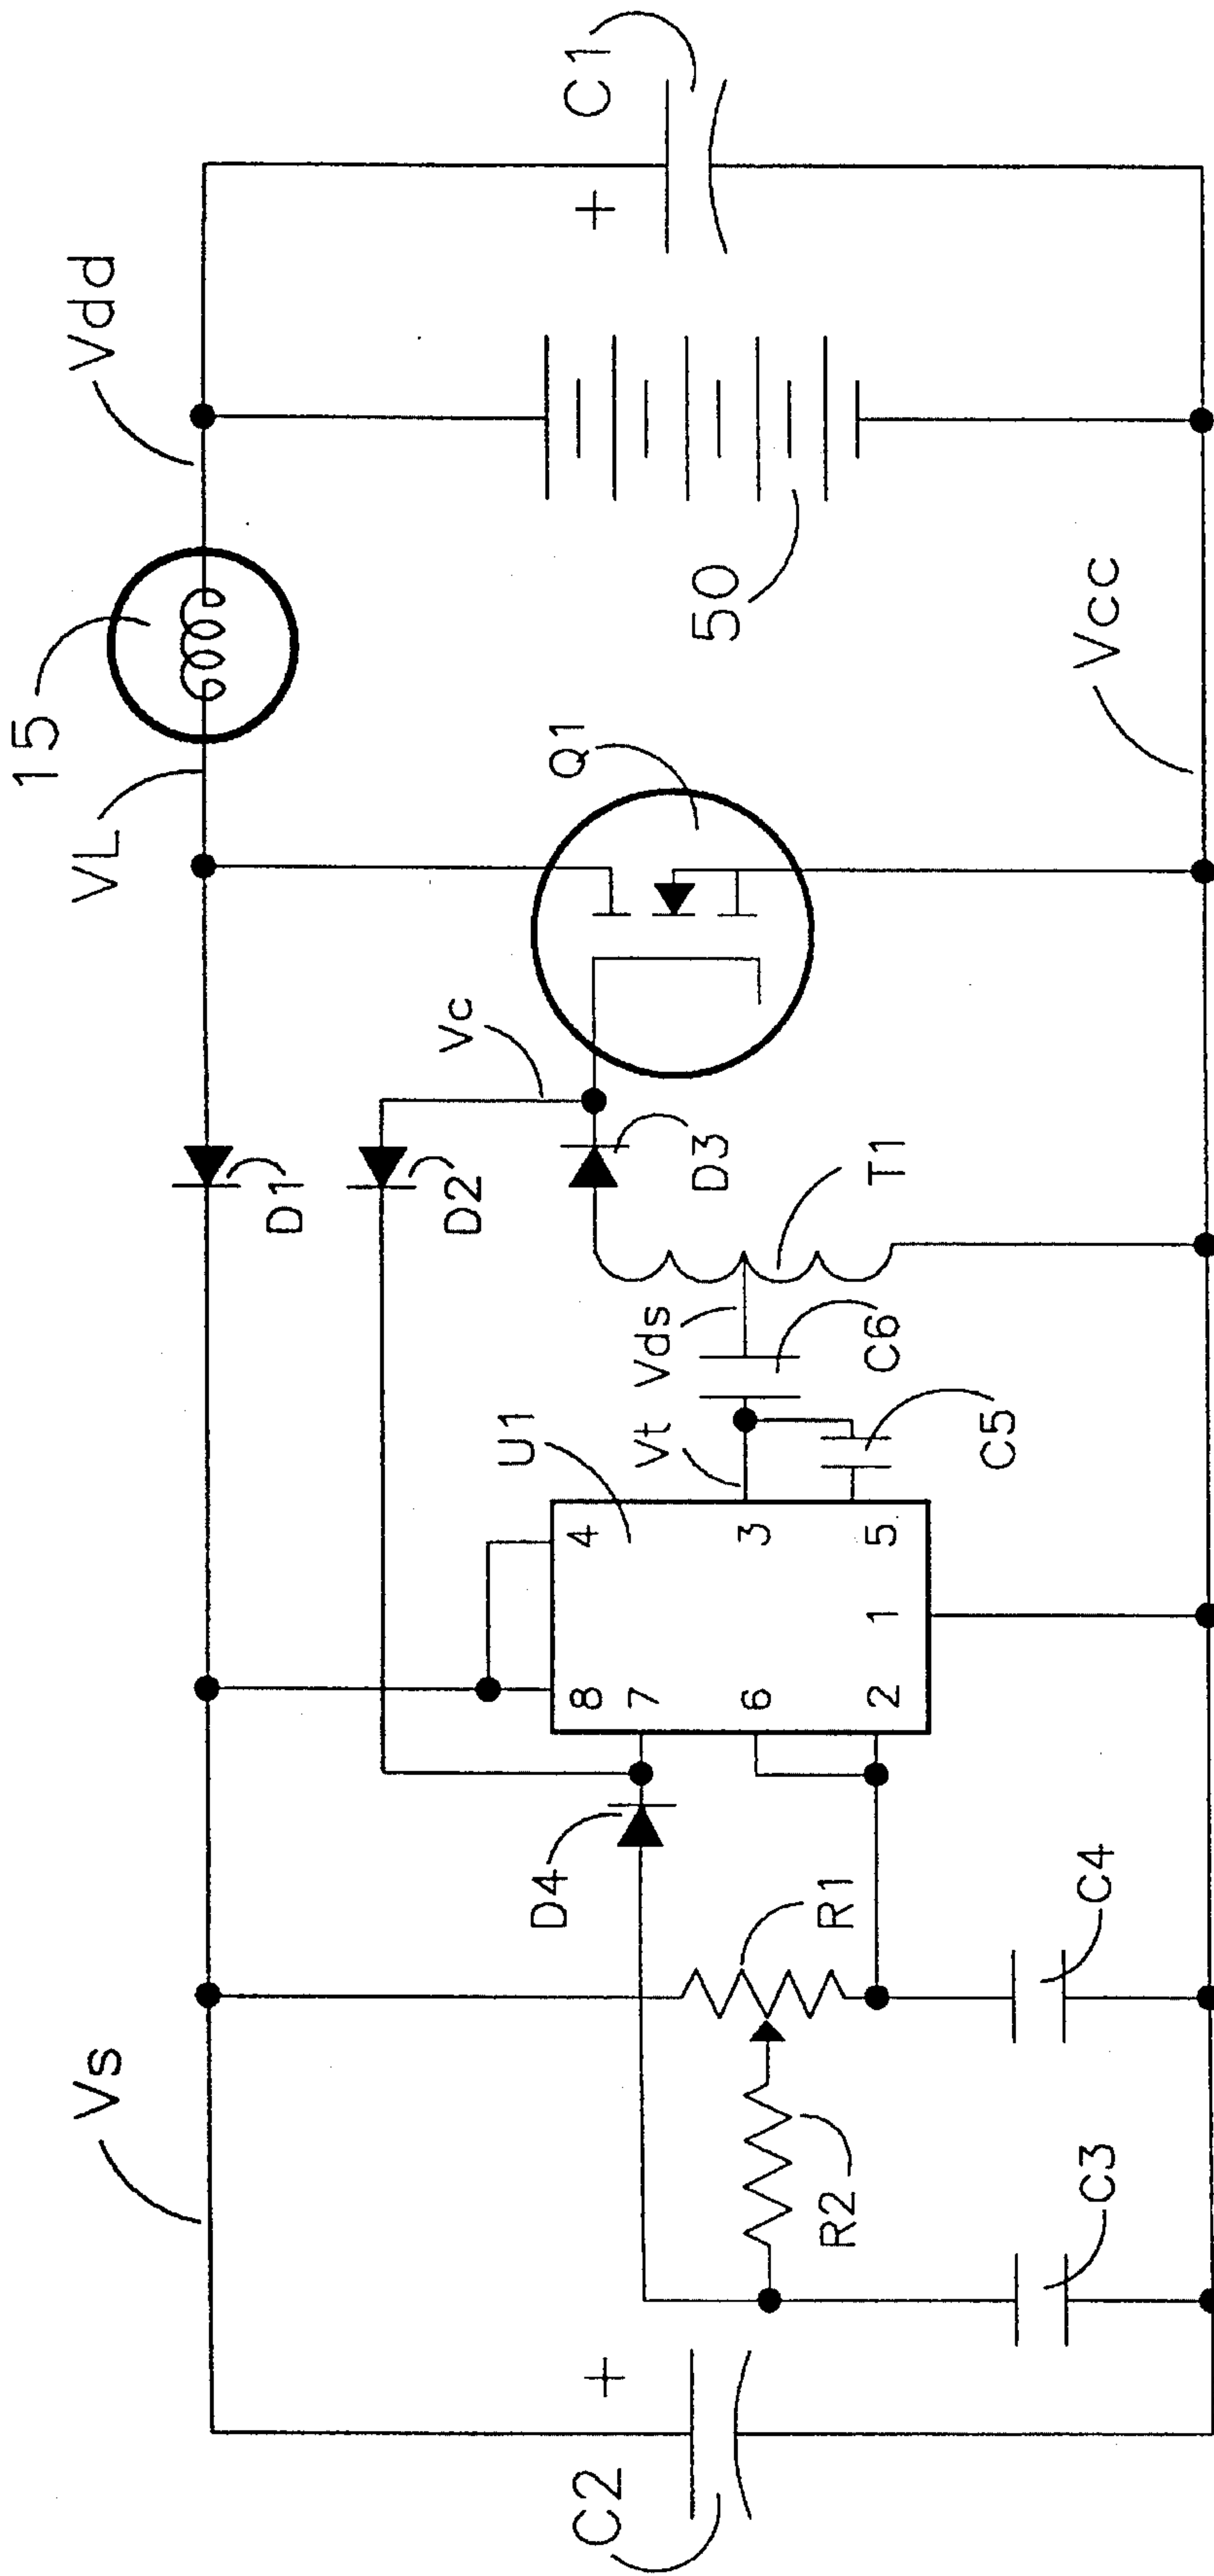 15
Vdd
VL
Vs
C1
+
50
Q1
Vcc
Vc
D1
D2
D3
T1
Vds
Vt
C6
C5
U1
4
8
7
3
6
5
1
2
D4
R1
R2
C4
C3
+
C2